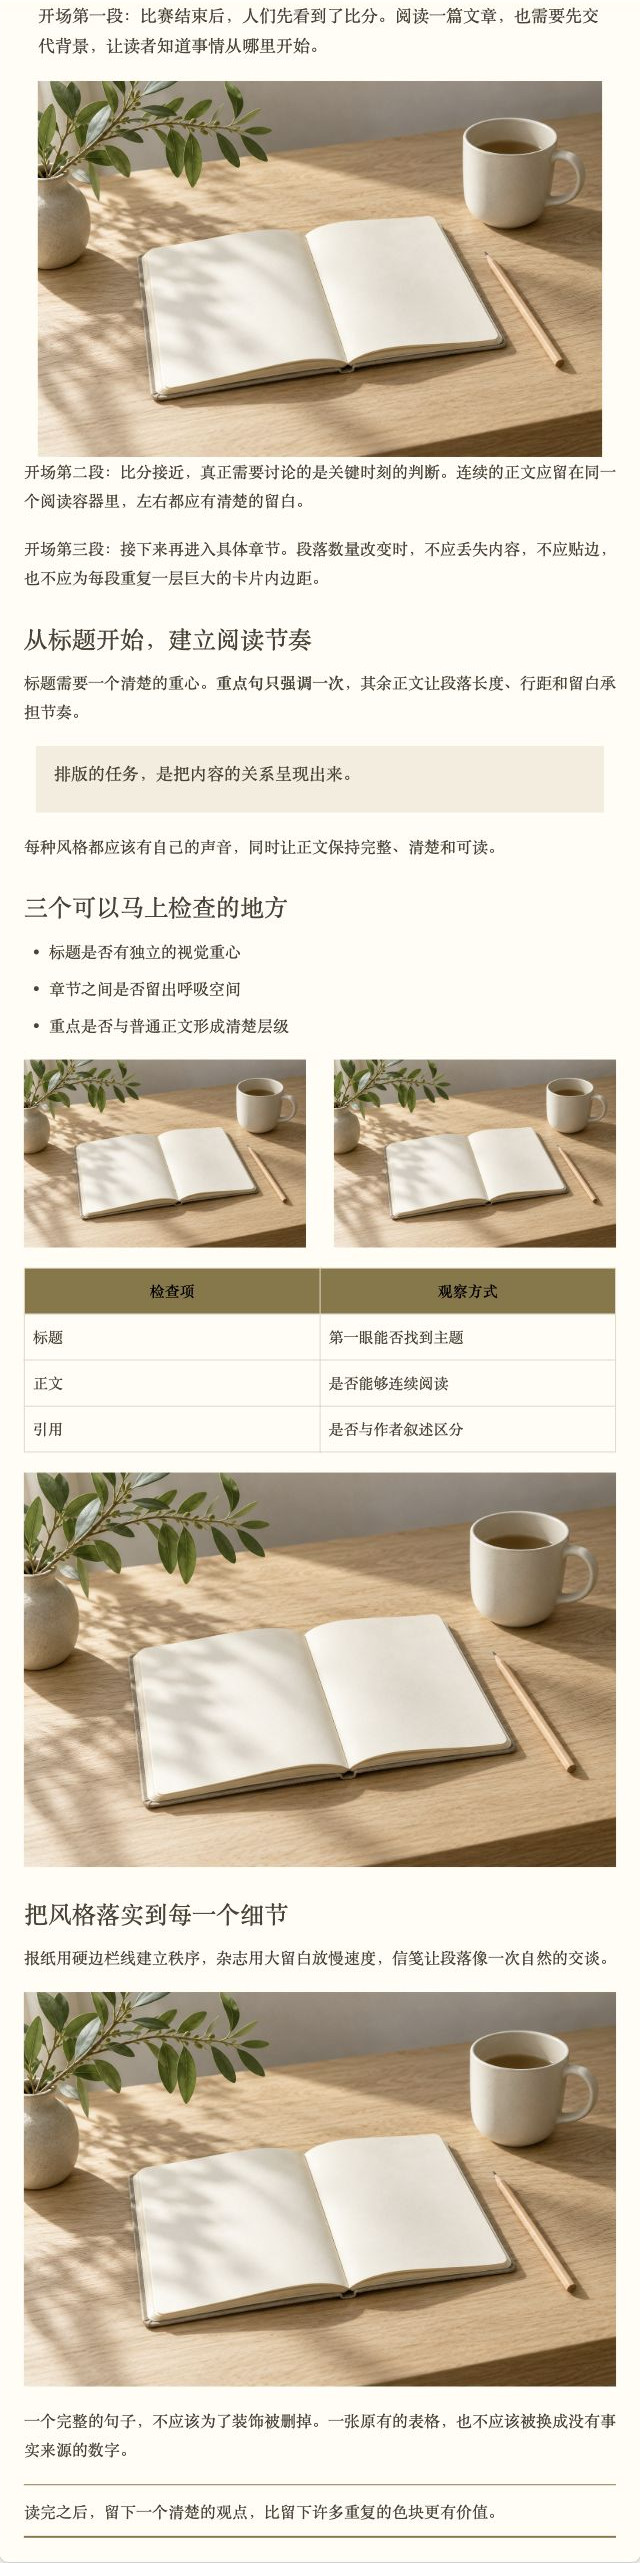 开场第一段：比赛结束后，人们先看到了比分。阅读一篇文章，也需要先交
代背景，让读者知道事情从哪里开始。
开场第二段：比分接近，真正需要讨论的是关键时刻的判断。连续的正文应留在同一
个阅读容器里，左右都应有清楚的留白。
开场第三段：接下来再进入具体章节。段落数量改变时，不应丢失内容，不应贴边，
也不应为每段重复一层巨大的卡片内边距。
从标题开始，建立阅读节奏
标题需要一个清楚的重心。重点句只强调一次，其余正文让段落长度、行距和留白承
担节奏。
排版的任务，是把内容的关系呈现出来。
每种风格都应该有自己的声音，同时让正文保持完整、清楚和可读。
三个可以马上检查的地方
• 标题是否有独立的视觉重心
• 章节之间是否留出呼吸空间
• 重点是否与普通正文形成清楚层级
检查项 观察方式
标题 第一眼能否找到主题
正文 是否能够连续阅读
引用 是否与作者叙述区分
把风格落实到每一个细节
报纸用硬边栏线建立秩序，杂志用大留白放慢速度，信笺让段落像一次自然的交谈。
一个完整的句子，不应该为了装饰被删掉。一张原有的表格，也不应该被换成没有事
实来源的数字。
读完之后，留下一个清楚的观点，比留下许多重复的色块更有价值。